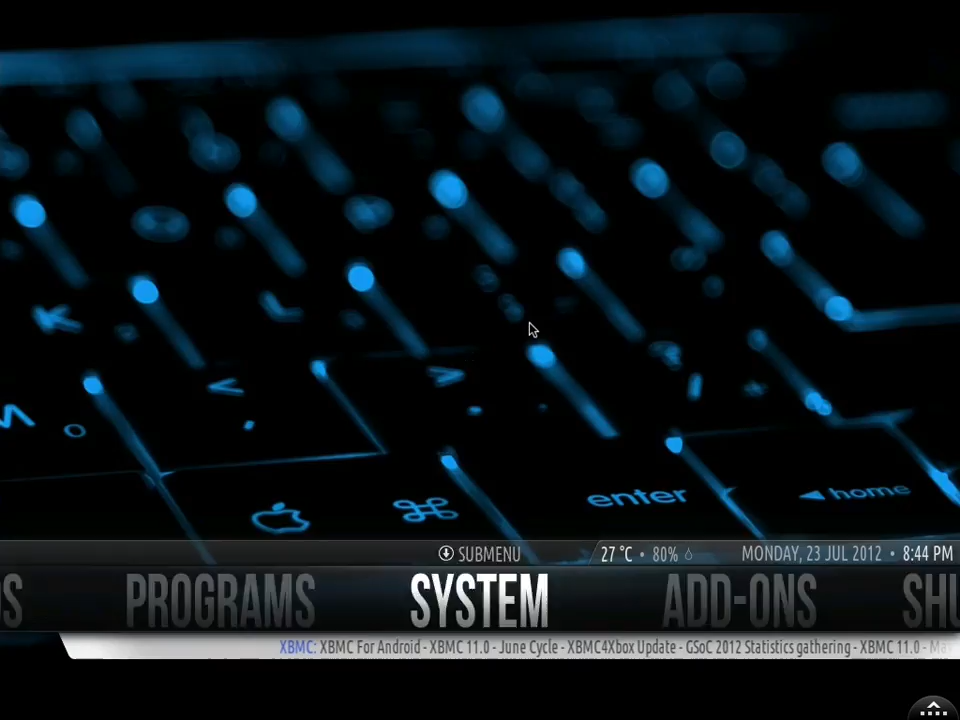 enter
home
SUBMENU
27 °C • 80%
MONDAY, 23 JUL 2012 • 8:44 PM
PROGRAMS
SYSTEM
ADD-ONS
SHU
XBMC: XBMC For Android - XBMC 11.0 - June Cycle - XBMC4Xbox Update - GSoC 2012 Statistics gathering - XBMC 11.0 -